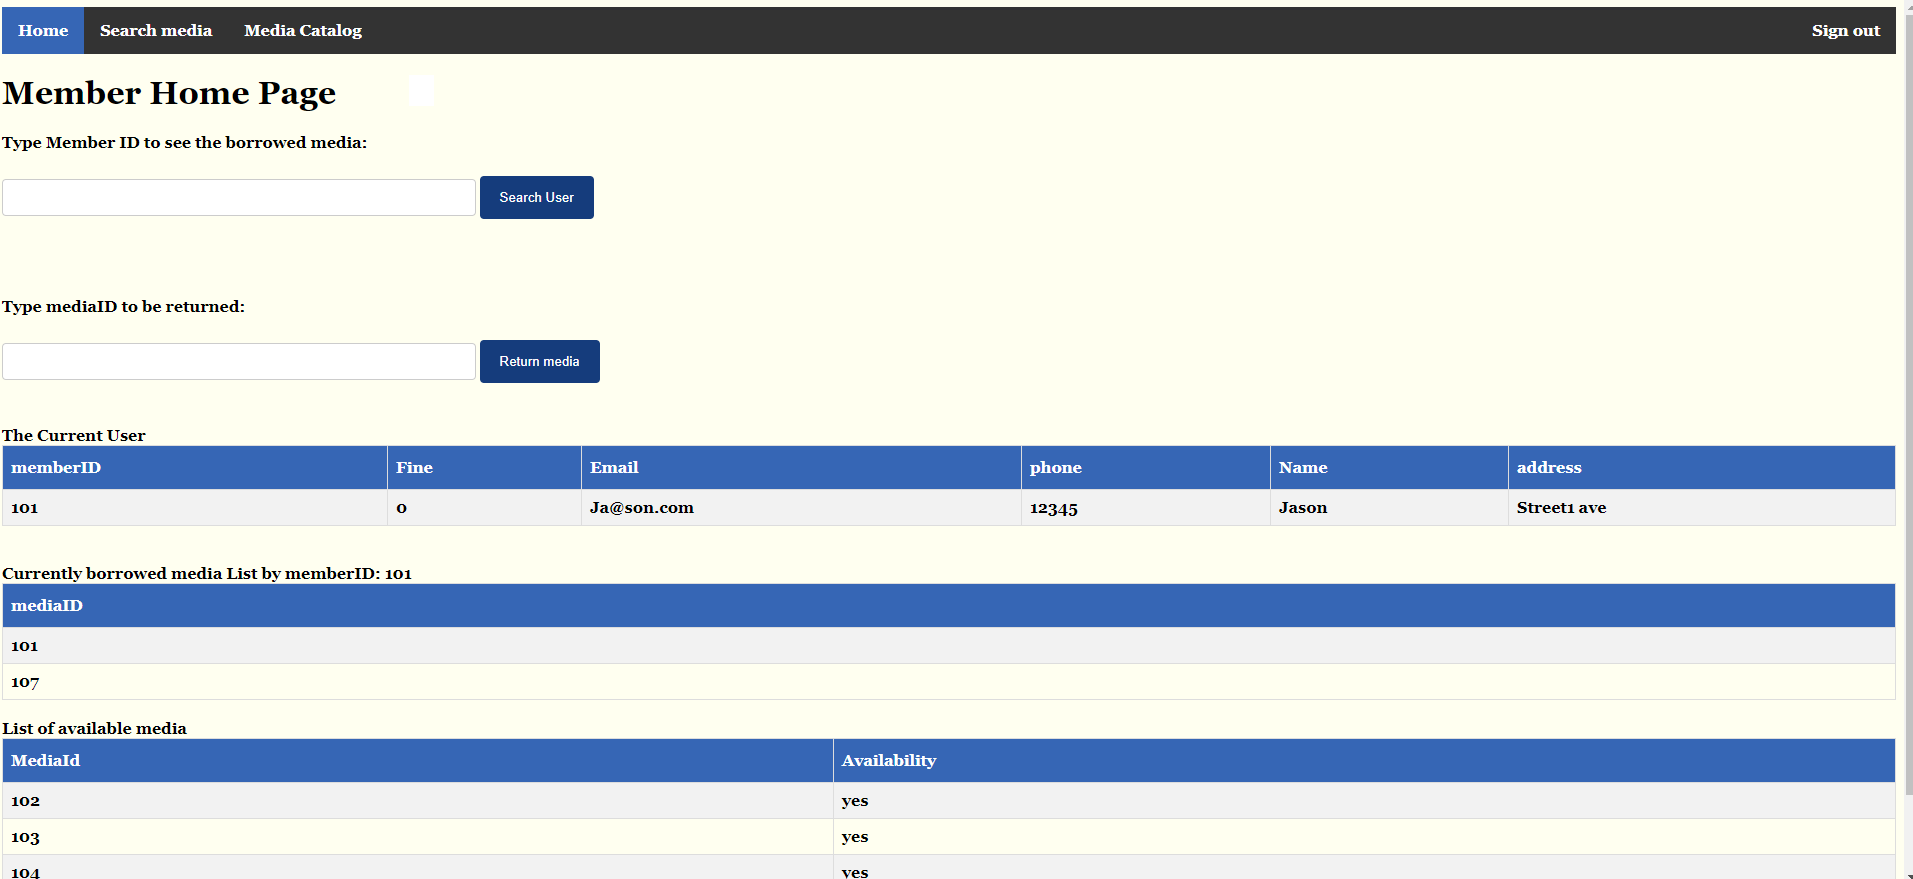 Home Search media Media Catalog Sign out
Member Home Page
Type Member ID to see the borrowed media:
Search User
Type mediaID to be returned:
Return media
The Current User
memberID Fine Email phone Name address
101 0 Ja@son.com 12345 Jason Street1 ave
Currently borrowed media List by memberID: 101
mediaID
101
107
List of available media
MediaId Availability
102 yes
103 yes
104 yes